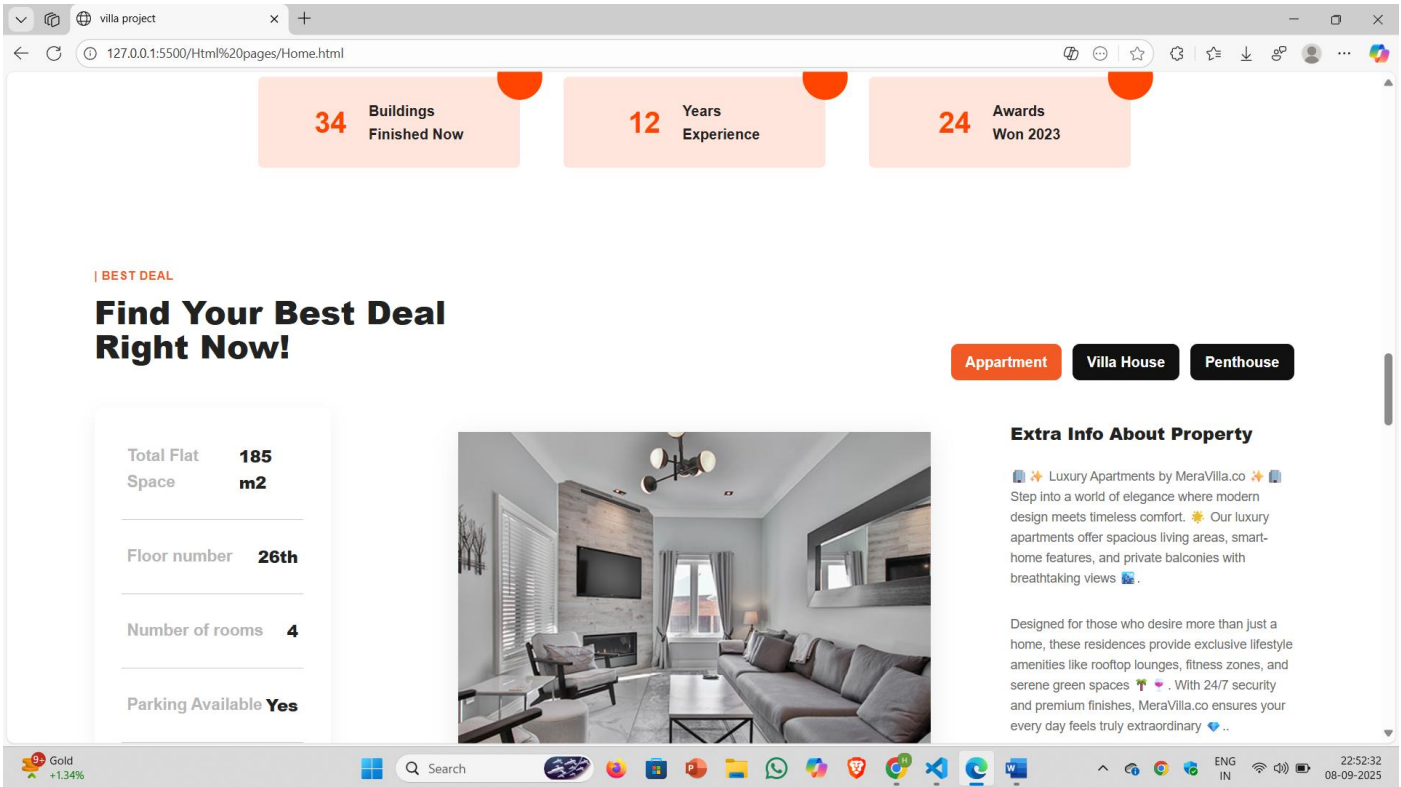 villa project
127.0.0.1:5500/Html%20pages/Home.html
34 Buildings
Finished Now
12 Years
Experience
24 Awards
Won 2023
| BEST DEAL
Find Your Best Deal
Right Now!
Appartment Villa House Penthouse
Total Flat 185
Space m2
Floor number 26th
Number of rooms 4
Parking Available Yes
Extra Info About Property
🏢 ✨ Luxury Apartments by MeraVilla.co ✨ 🏢
Step into a world of elegance where modern
design meets timeless comfort. 🌟 Our luxury
apartments offer spacious living areas, smart-
home features, and private balconies with
breathtaking views 🌃 .
Designed for those who desire more than just a
home, these residences provide exclusive lifestyle
amenities like rooftop lounges, fitness zones, and
serene green spaces 🌴 🍷 . With 24/7 security
and premium finishes, MeraVilla.co ensures your
every day feels truly extraordinary 💎 ..
9+ Gold
+1.34%
Search
H
ENG
IN
22:52:32
08-09-2025